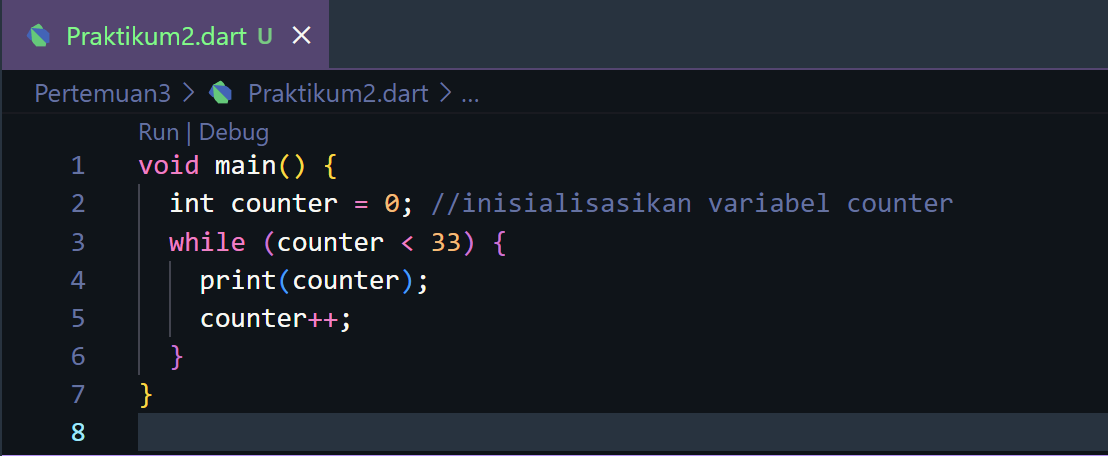 Praktikum2.dart U ×
Pertemuan3 > Praktikum2.dart > ...
Run | Debug
1 void main() {
2 int counter = 0; //inisialisasikan variabel counter
3 while (counter < 33) {
4 print(counter);
5 counter++;
6 }
7 }
8